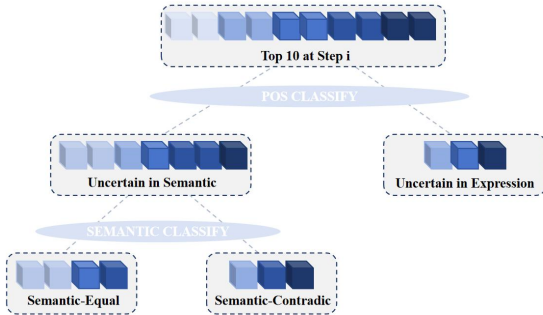 Top 10 at Step i
POS CLASSIFY
Uncertain in Semantic
Uncertain in Expression
SEMANTIC CLASSIFY
Semantic-Equal
Semantic-Contradic